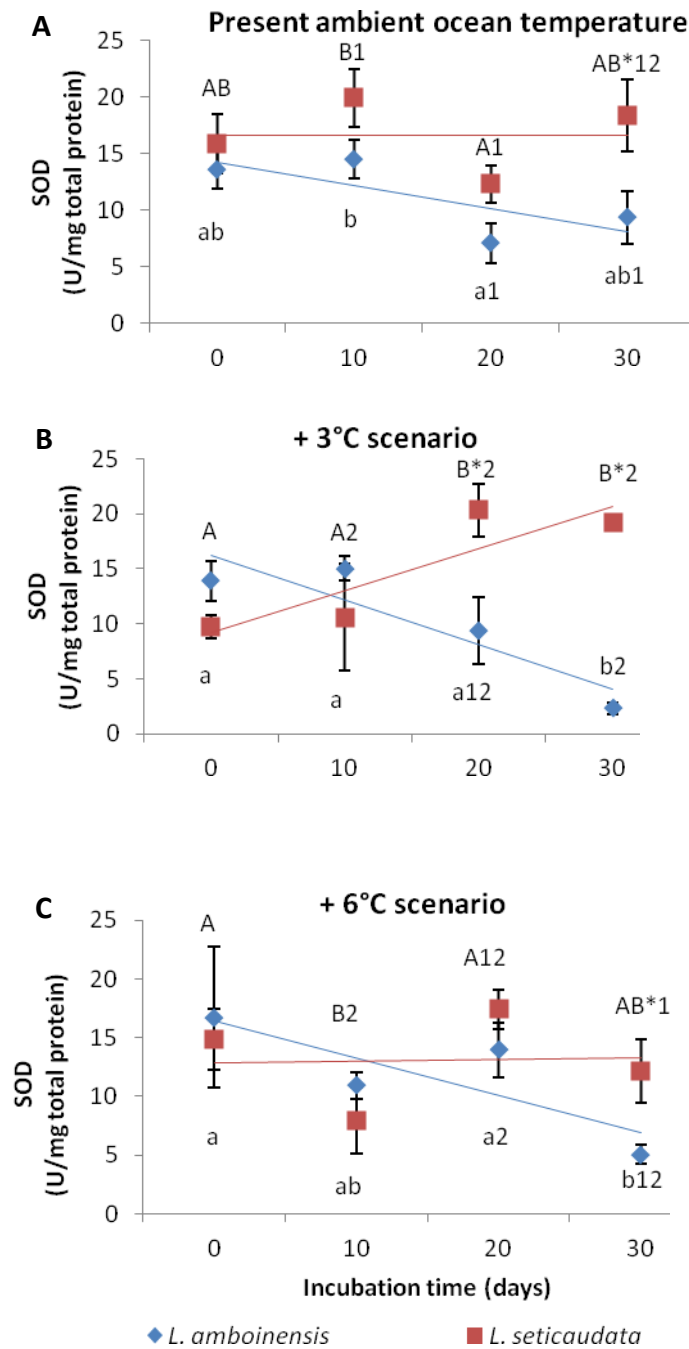 A
Present ambient ocean temperature
SOD
(U/mg total protein)
25
20
15
10
5
0
AB
B1
A1
AB*12
ab
b
a1
ab1
0 10 20 30
B
+ 3°C scenario
SOD
(U/mg total protein)
25
20
15
10
5
0
A
A2
B*2
B*2
a
a
a12
b2
0 10 20 30
C
+ 6°C scenario
SOD
(U/mg total protein)
25
20
15
10
5
0
A
B2
A12
AB*1
a
ab
a2
b12
0 10 20 30
Incubation time (days)
L. amboinensis L. seticaudata